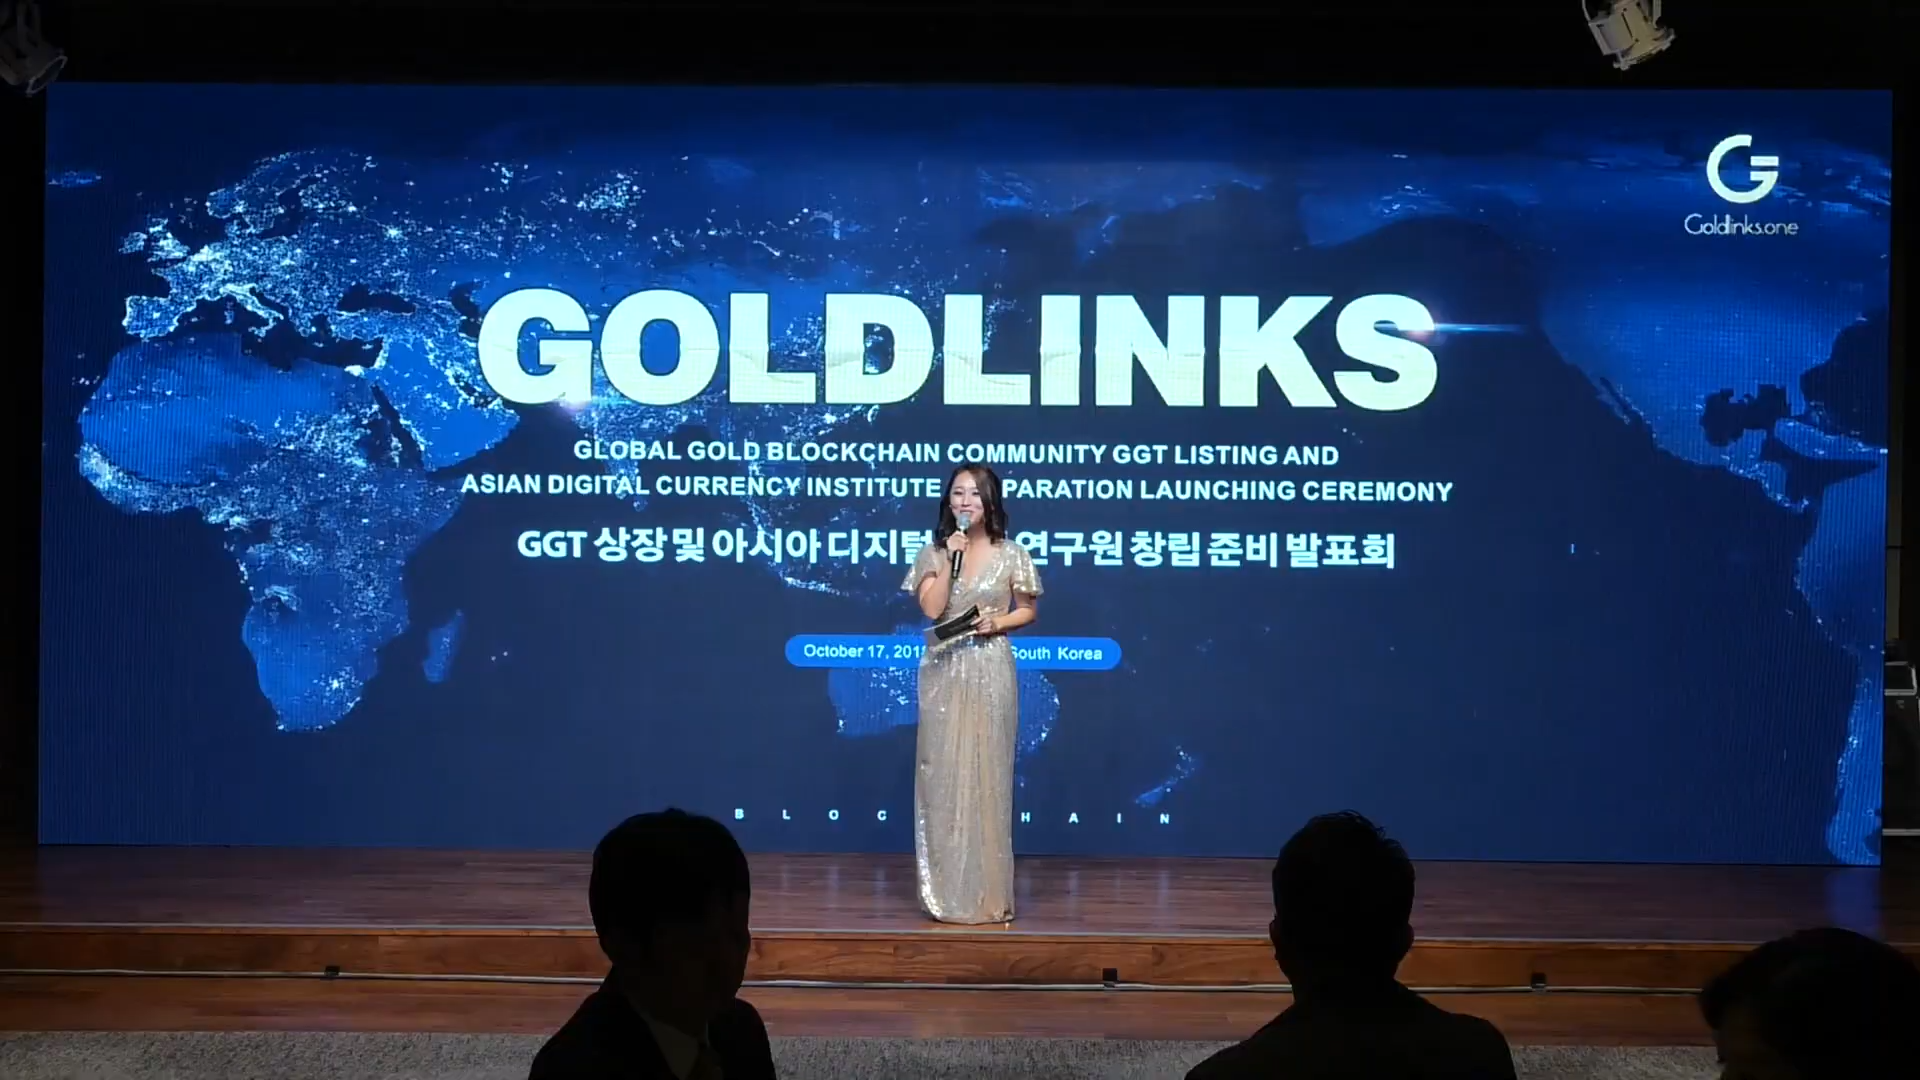 Goldlinks.one
GOLDLINKS
GLOBAL GOLD BLOCKCHAIN COMMUNITY GGT LISTING AND
ASIAN DIGITAL CURRENCY INSTITUTE PARATION LAUNCHING CEREMONY
GGT 상장 및 아시아 디지털 연구원 창립 준비 발표회
October 17, 201 South Korea
B L O C H A I N